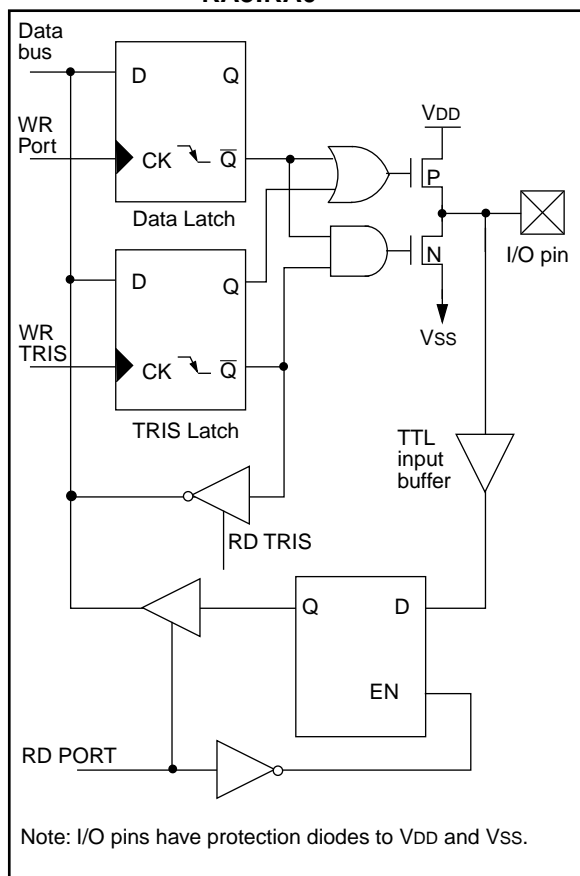 RA3:RA0
Data
bus
D
Q
VDD
WR
Port
CK
Q
P
Data Latch
N
I/O pin
D
Q
WR
TRIS
VSS
CK
Q
TRIS Latch
TTL
input
buffer
RD TRIS
Q
D
EN
RD PORT
Note: I/O pins have protection diodes to VDD and VSS.